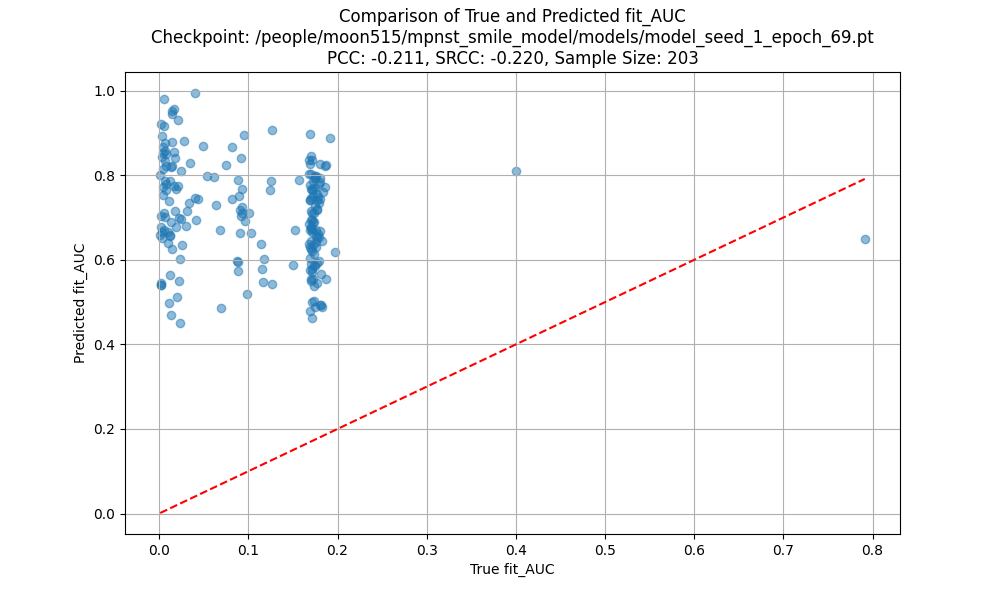 Comparison of True and Predicted fit_AUC
Checkpoint: /people/moon515/mpnst_smile_model/models/model_seed_1_epoch_69.pt
PCC: -0.211, SRCC: -0.220, Sample Size: 203
Predicted fit_AUC
1.0
0.8
0.6
0.4
0.2
0.0
0.0 0.1 0.2 0.3 0.4 0.5 0.6 0.7 0.8
True fit_AUC